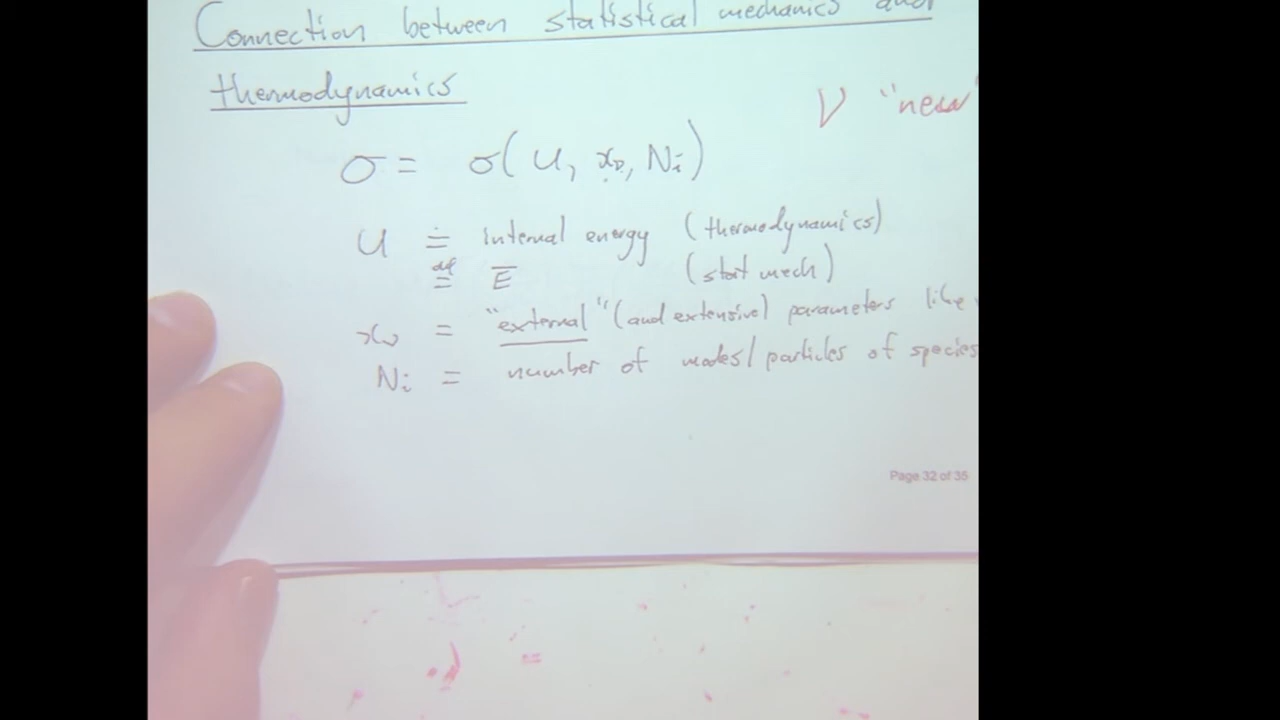 Connection between statistical mechanics and
thermodynamics
ν "new"
σ = σ( U, xν, Ni)
U ≐ internal energy (thermodynamics)
def = E̅ (stat mech)
xν = "external" (and extensive) parameters like
Ni = number of modes/particles of species
Page 32 of 35